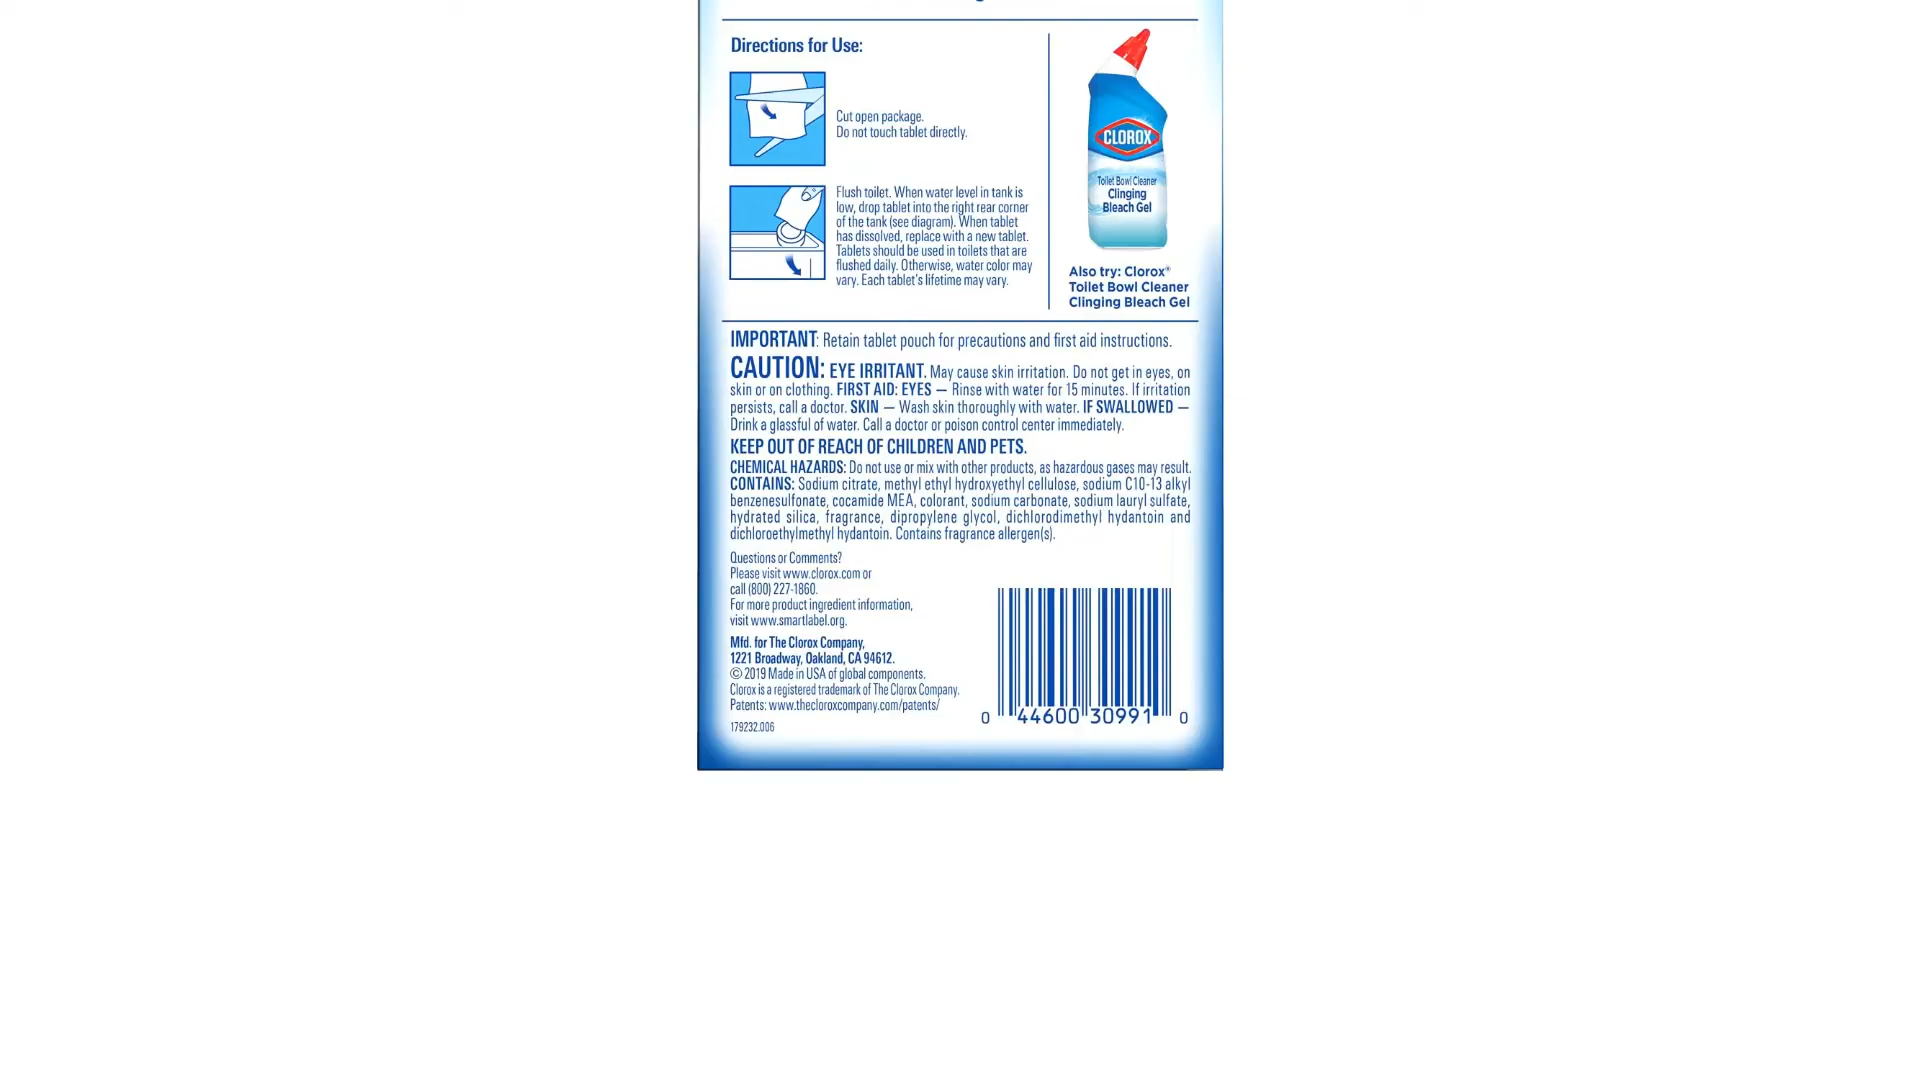 Directions for Use:
Cut open package.
Do not touch tablet directly.
Flush toilet. When water level in tank is
low, drop tablet into the right rear corner
of the tank (see diagram). When tablet
has dissolved, replace with a new tablet.
Tablets should be used in toilets that are
flushed daily. Otherwise, water color may
vary. Each tablet's lifetime may vary.
CLOROX
Toilet Bowl Cleaner
Clinging
Bleach Gel
Also try: Clorox®
Toilet Bowl Cleaner
Clinging Bleach Gel
IMPORTANT: Retain tablet pouch for precautions and first aid instructions.
CAUTION: EYE IRRITANT. May cause skin irritation. Do not get in eyes, on
skin or on clothing. FIRST AID: EYES — Rinse with water for 15 minutes. If irritation
persists, call a doctor. SKIN — Wash skin thoroughly with water. IF SWALLOWED —
Drink a glassful of water. Call a doctor or poison control center immediately.
KEEP OUT OF REACH OF CHILDREN AND PETS.
CHEMICAL HAZARDS: Do not use or mix with other products, as hazardous gases may result.
CONTAINS: Sodium citrate, methyl ethyl hydroxyethyl cellulose, sodium C10-13 alkyl
benzenesulfonate, cocamide MEA, colorant, sodium carbonate, sodium lauryl sulfate,
hydrated silica, fragrance, dipropylene glycol, dichlorodimethyl hydantoin and
dichloroethylmethyl hydantoin. Contains fragrance allergen(s).
Questions or Comments?
Please visit www.clorox.com or
call (800) 227-1860.
For more product ingredient information,
visit www.smartlabel.org.
Mfd. for The Clorox Company,
1221 Broadway, Oakland, CA 94612.
© 2019 Made in USA of global components.
Clorox is a registered trademark of The Clorox Company.
Patents: www.thecloroxcompany.com/patents/
179232.006
0 44600 30991 0